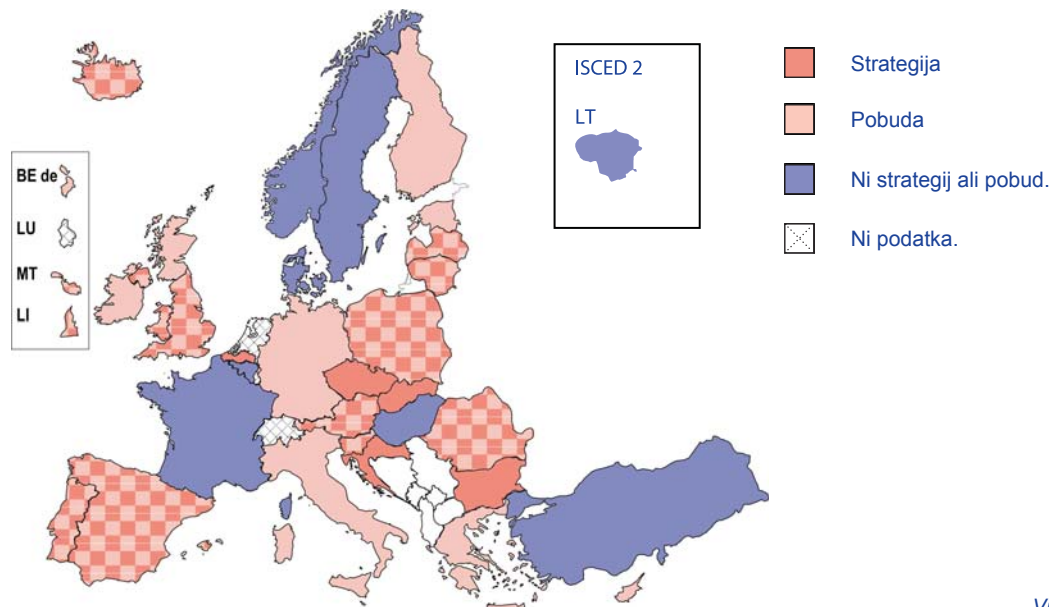 BE de
LU
MT
LI
ISCED 2
LT
Strategija
Pobuda
Ni strategij ali pobud.
Ni podatka.